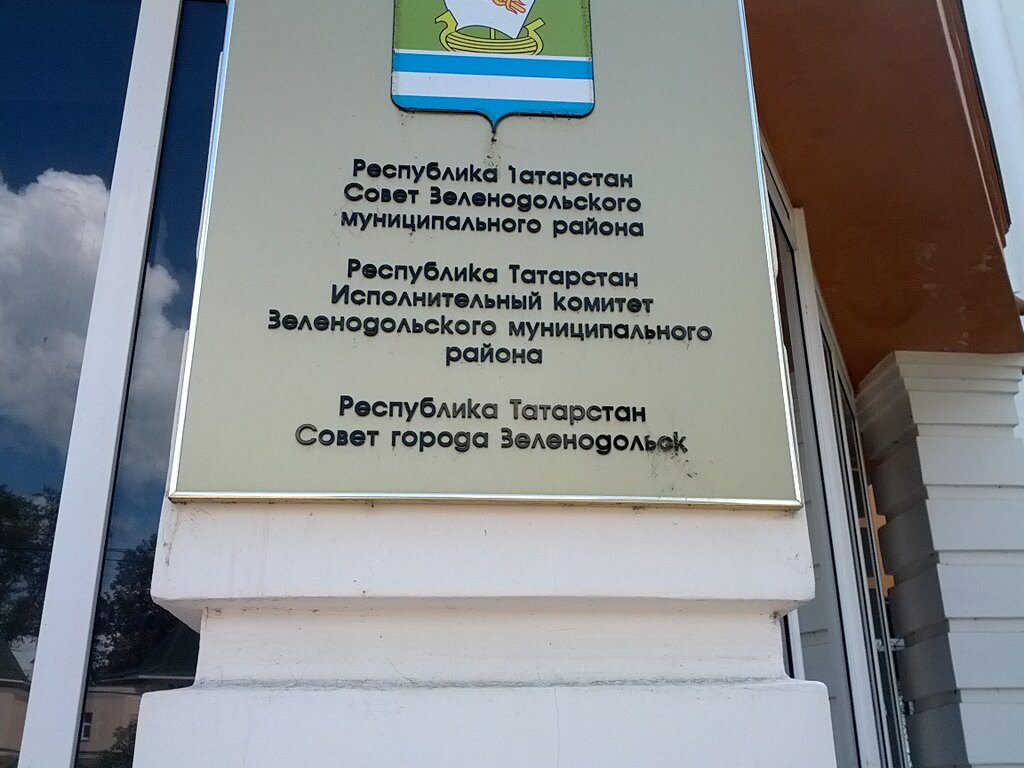 Республика Татарстан
Совет Зеленодольского
муниципального района
Республика Татарстан
Исполнительный комитет
Зеленодольского муниципального
района
Республика Татарстан
Совет города Зеленодольск